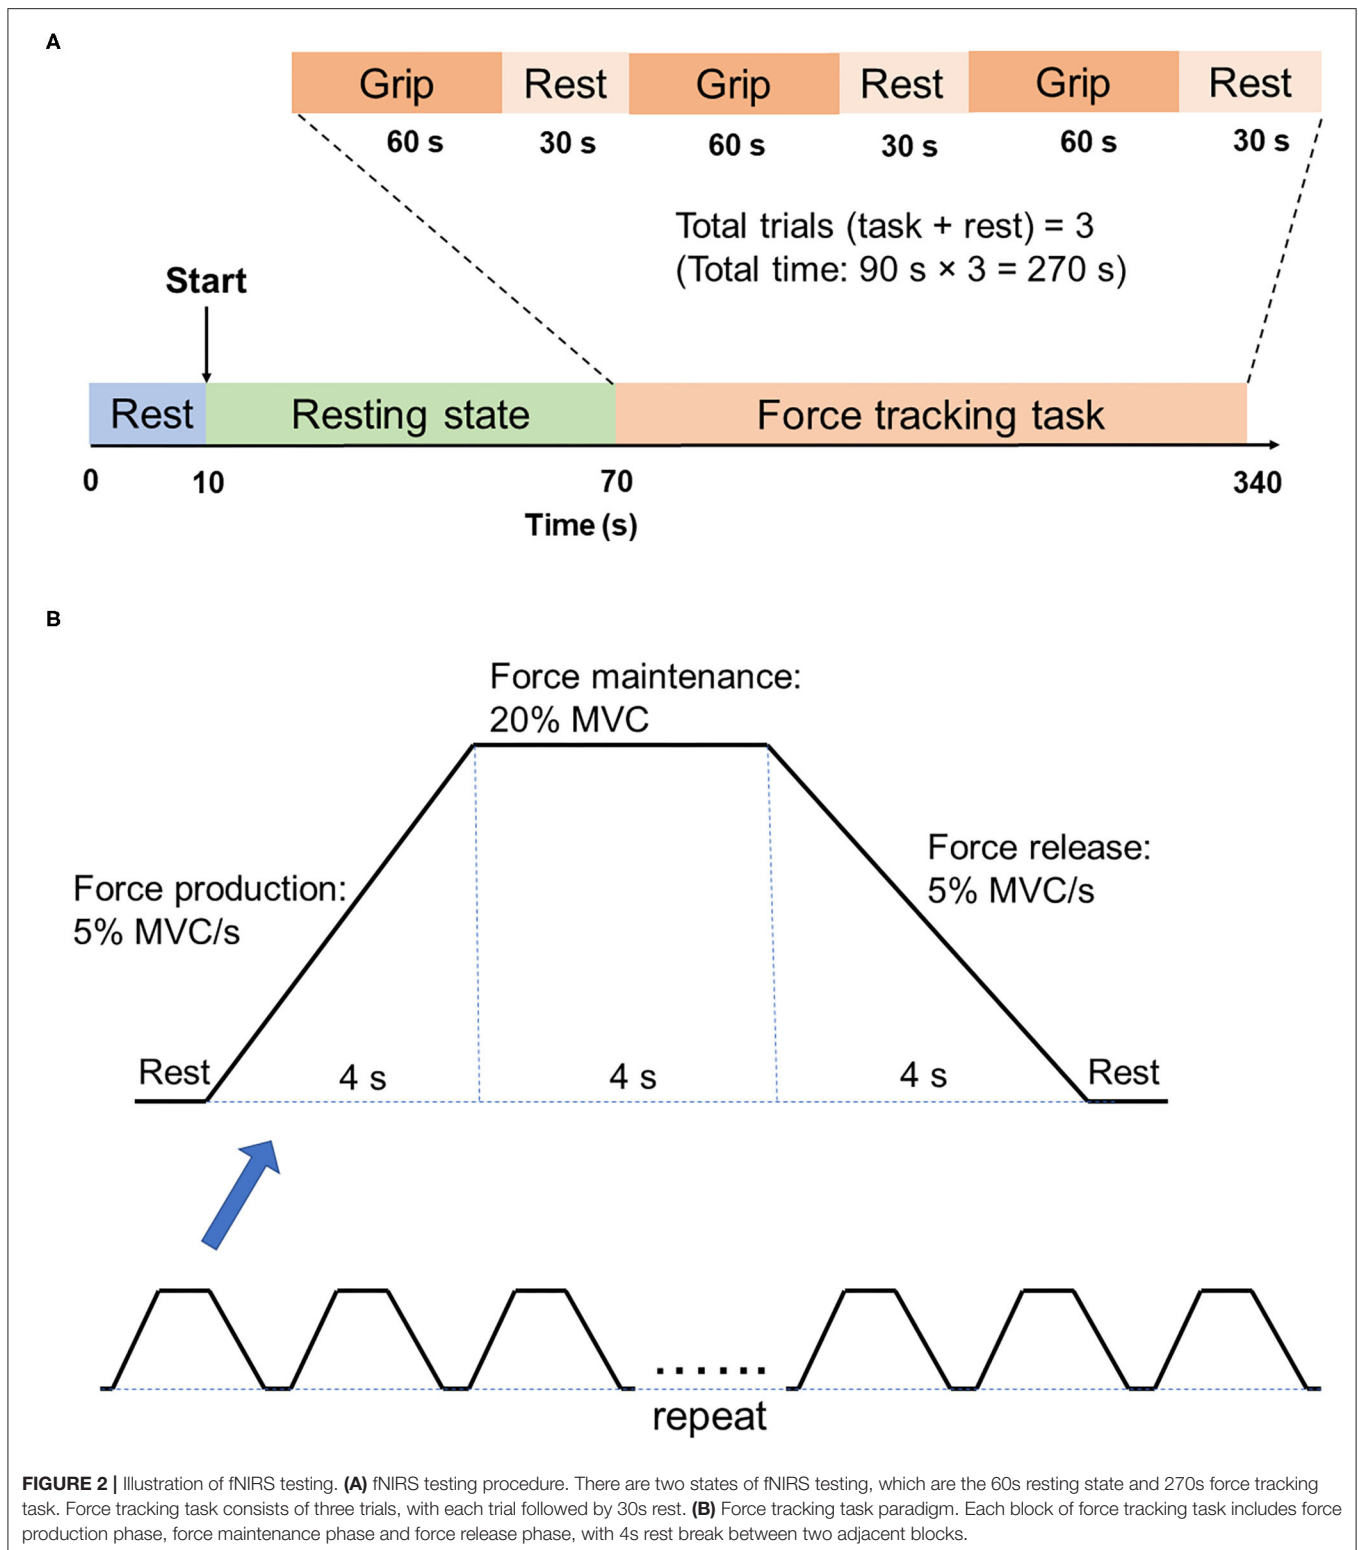 A
Grip Rest Grip Rest Grip Rest
60 s 30 s 60 s 30 s 60 s 30 s
Total trials (task + rest) = 3
(Total time: 90 s × 3 = 270 s)
Start
Rest Resting state Force tracking task
0 10 70 340
Time (s)
B
Force maintenance:
20% MVC
Force release:
5% MVC/s
Force production:
5% MVC/s
Rest 4 s 4 s 4 s Rest
......
repeat
FIGURE 2 | Illustration of fNIRS testing. (A) fNIRS testing procedure. There are two states of fNIRS testing, which are the 60s resting state and 270s force tracking
task. Force tracking task consists of three trials, with each trial followed by 30s rest. (B) Force tracking task paradigm. Each block of force tracking task includes force
production phase, force maintenance phase and force release phase, with 4s rest break between two adjacent blocks.